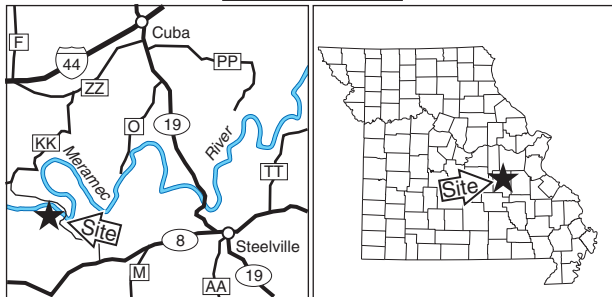 Cuba
F
44
PP
ZZ
O
19
River
KK
Meramec
TT
Site
8
Steelville
M
AA
19
Site